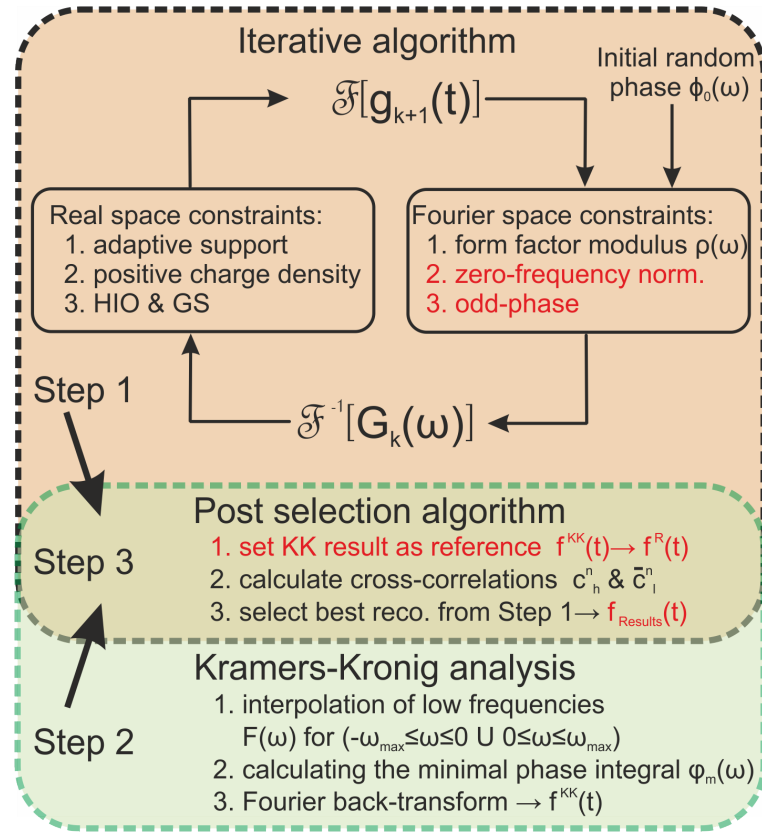 Iterative algorithm
Initial random
phase ϕ₀(ω)
ℱ[gₖ₊₁(t)]
Real space constraints:
1. adaptive support
2. positive charge density
3. HIO & GS
Fourier space constraints:
1. form factor modulus ρ(ω)
2. zero-frequency norm.
3. odd-phase
ℱ⁻¹[Gₖ(ω)]
Step 1
Post selection algorithm
1. set KK result as reference f^KK(t)→ f^R(t)
Step 3
2. calculate cross-correlations c^n_h & c̄^n_l
3. select best reco. from Step 1→ f_Results(t)
Kramers-Kronig analysis
1. interpolation of low frequencies
F(ω) for (-ω_max≤ω≤0 U 0≤ω≤ω_max)
Step 2
2. calculating the minimal phase integral φ_m(ω)
3. Fourier back-transform → f^KK(t)